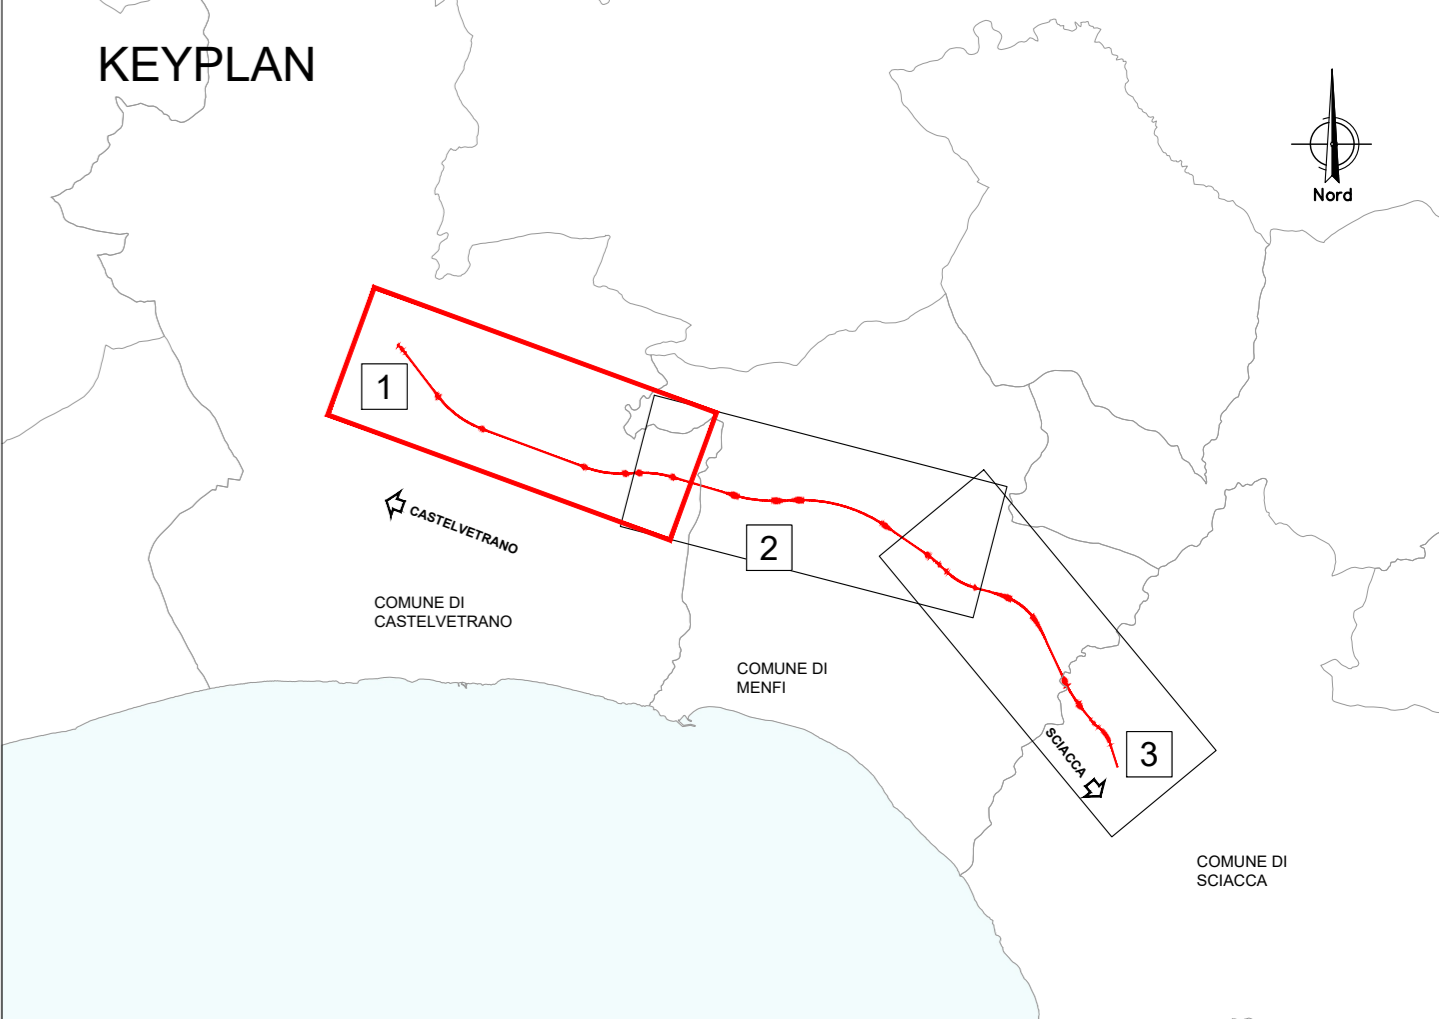 KEYPLAN
Nord
1
CASTELVETRANO
2
COMUNE DI
CASTELVETRANO
COMUNE DI
MENFI
SCIACCA
3
COMUNE DI
SCIACCA